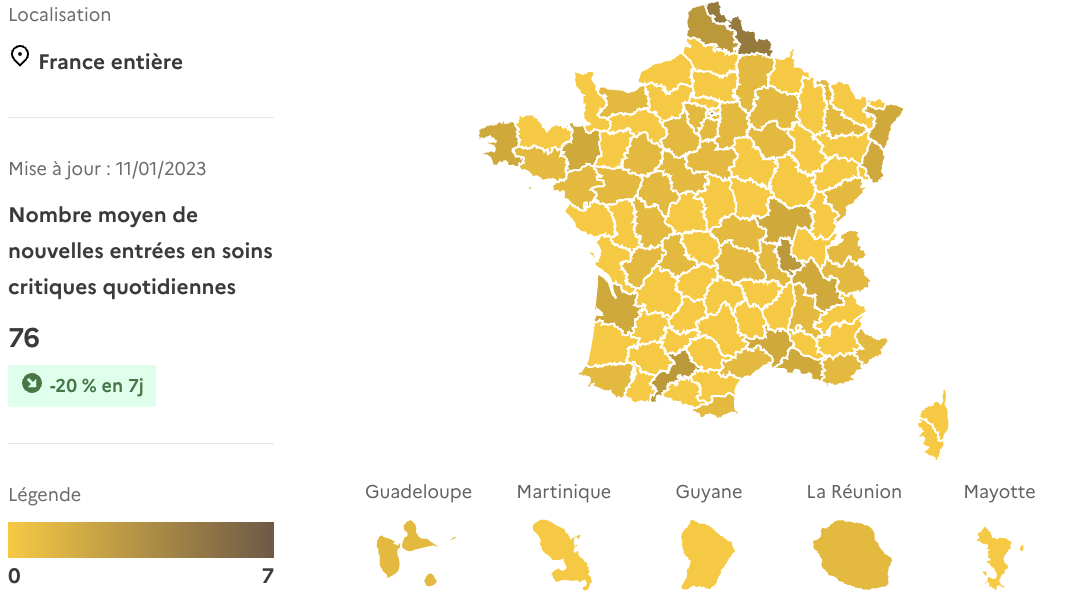 Localisation
France entière
Mise à jour : 11/01/2023
Nombre moyen de
nouvelles entrées en soins
critiques quotidiennes
76
-20 % en 7j
Légende
0 7
Guadeloupe Martinique Guyane La Réunion Mayotte